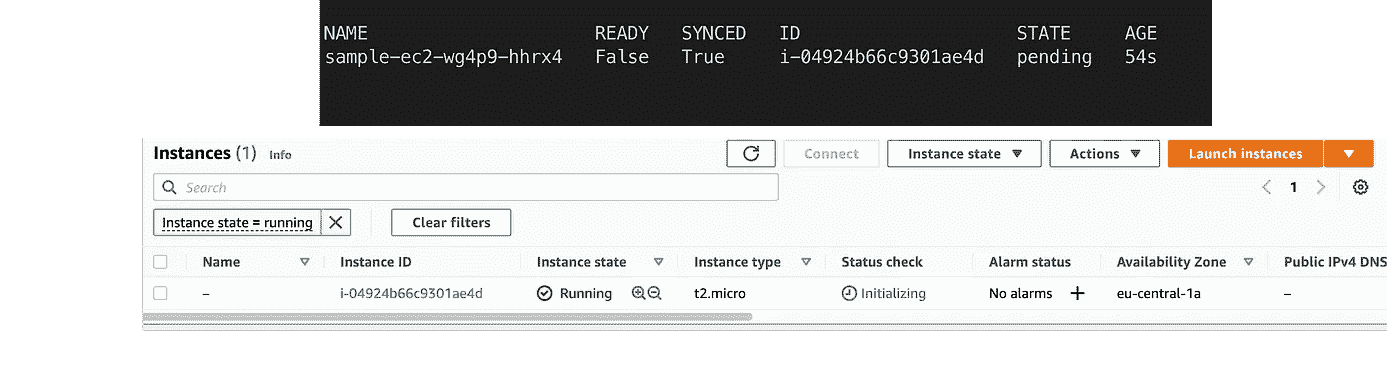 NAME READY SYNCED ID STATE AGE
sample-ec2-wg4p9-hhrx4 False True i-04924b66c9301ae4d pending 54s
Instances (1) Info Connect Instance state Actions Launch instances
Search 1
Instance state = running Clear filters
Name Instance ID Instance state Instance type Status check Alarm status Availability Zone Public IPv4 DNS
– i-04924b66c9301ae4d Running t2.micro Initializing No alarms + eu-central-1a –